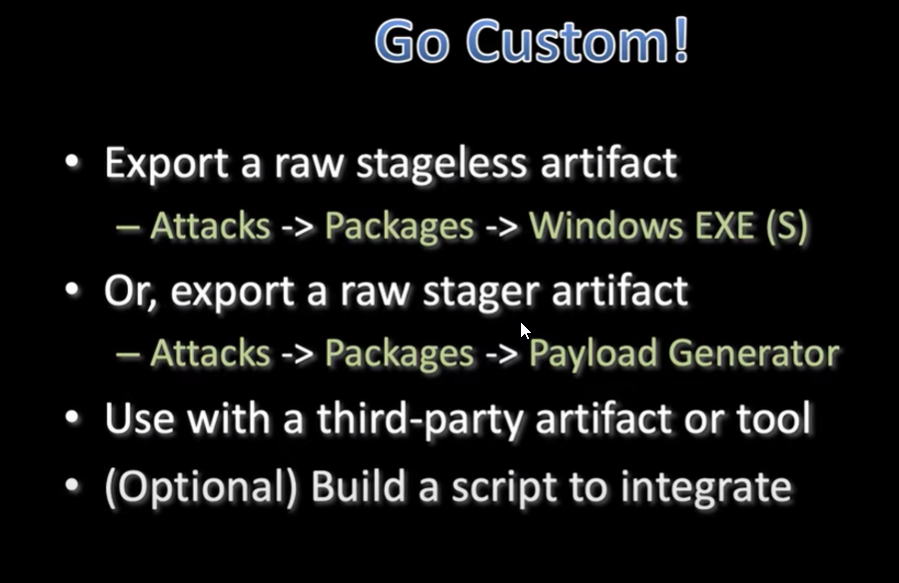 Go Custom!
• Export a raw stageless artifact
– Attacks -> Packages -> Windows EXE (S)
• Or, export a raw stager artifact
– Attacks -> Packages -> Payload Generator
• Use with a third-party artifact or tool
• (Optional) Build a script to integrate